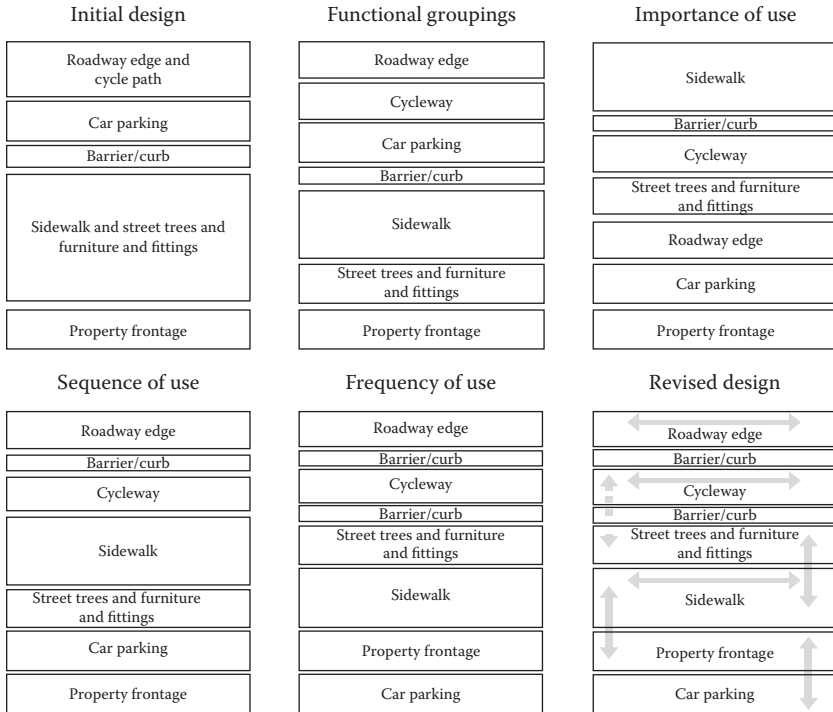 Initial design
Roadway edge and
cycle path
Car parking
Barrier/curb
Sidewalk and street trees and
furniture and fittings
Property frontage
Functional groupings
Roadway edge
Cycleway
Car parking
Barrier/curb
Sidewalk
Street trees and furniture
and fittings
Property frontage
Importance of use
Sidewalk
Barrier/curb
Cycleway
Street trees and furniture
and fittings
Roadway edge
Car parking
Property frontage
Sequence of use
Roadway edge
Barrier/curb
Cycleway
Sidewalk
Street trees and furniture
and fittings
Car parking
Property frontage
Frequency of use
Roadway edge
Barrier/curb
Cycleway
Barrier/curb
Street trees and furniture
and fittings
Sidewalk
Property frontage
Car parking
Revised design
Roadway edge
Barrier/curb
Cycleway
Barrier/curb
Street trees and furniture
and fittings
Sidewalk
Property frontage
Car parking